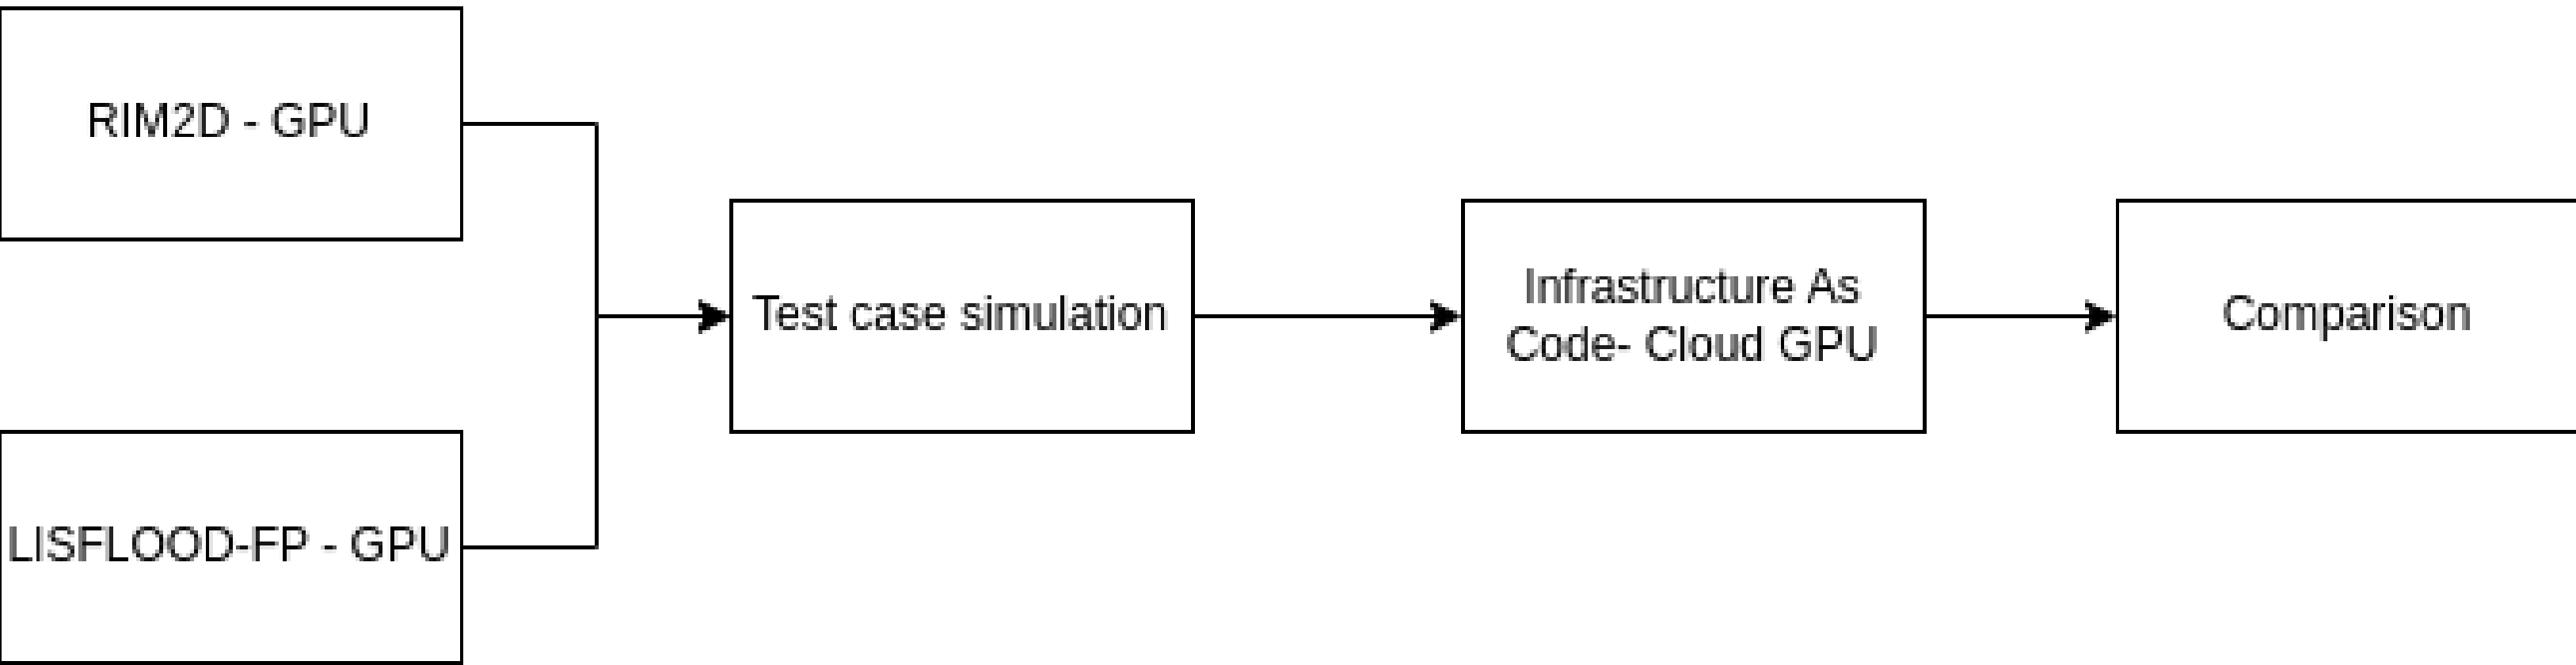 RIM2D - GPU
LISFLOOD-FP - GPU
Test case simulation
Infrastructure As
Code- Cloud GPU
Comparison